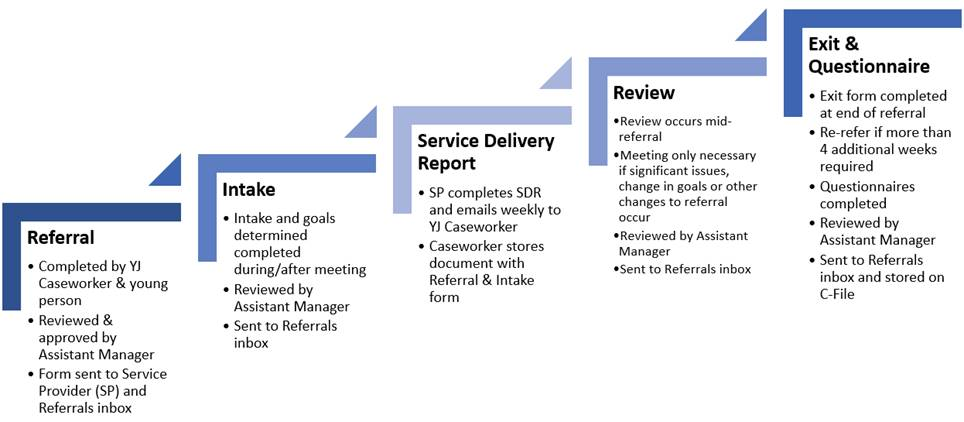 Referral
• Completed by YJ
Caseworker & young
person
• Reviewed &
approved by
Assistant Manager
• Form sent to Service
Provider (SP) and
Referrals inbox
Intake
• Intake and goals
determined
completed
during/after meeting
• Reviewed by
Assistant Manager
• Sent to Referrals
inbox
Service Delivery
Report
• SP completes SDR
and emails weekly to
YJ Caseworker
• Caseworker stores
document with
Referral & Intake
form
Review
•Review occurs mid-
referral
•Meeting only necessary
if significant issues,
change in goals or other
changes to referral
occur
•Reviewed by Assistant
Manager
•Sent to Referrals inbox
Exit &
Questionnaire
• Exit form completed
at end of referral
• Re-refer if more than
4 additional weeks
required
• Questionnaires
completed
• Reviewed by
Assistant Manager
• Sent to Referrals
inbox and stored on
C-File